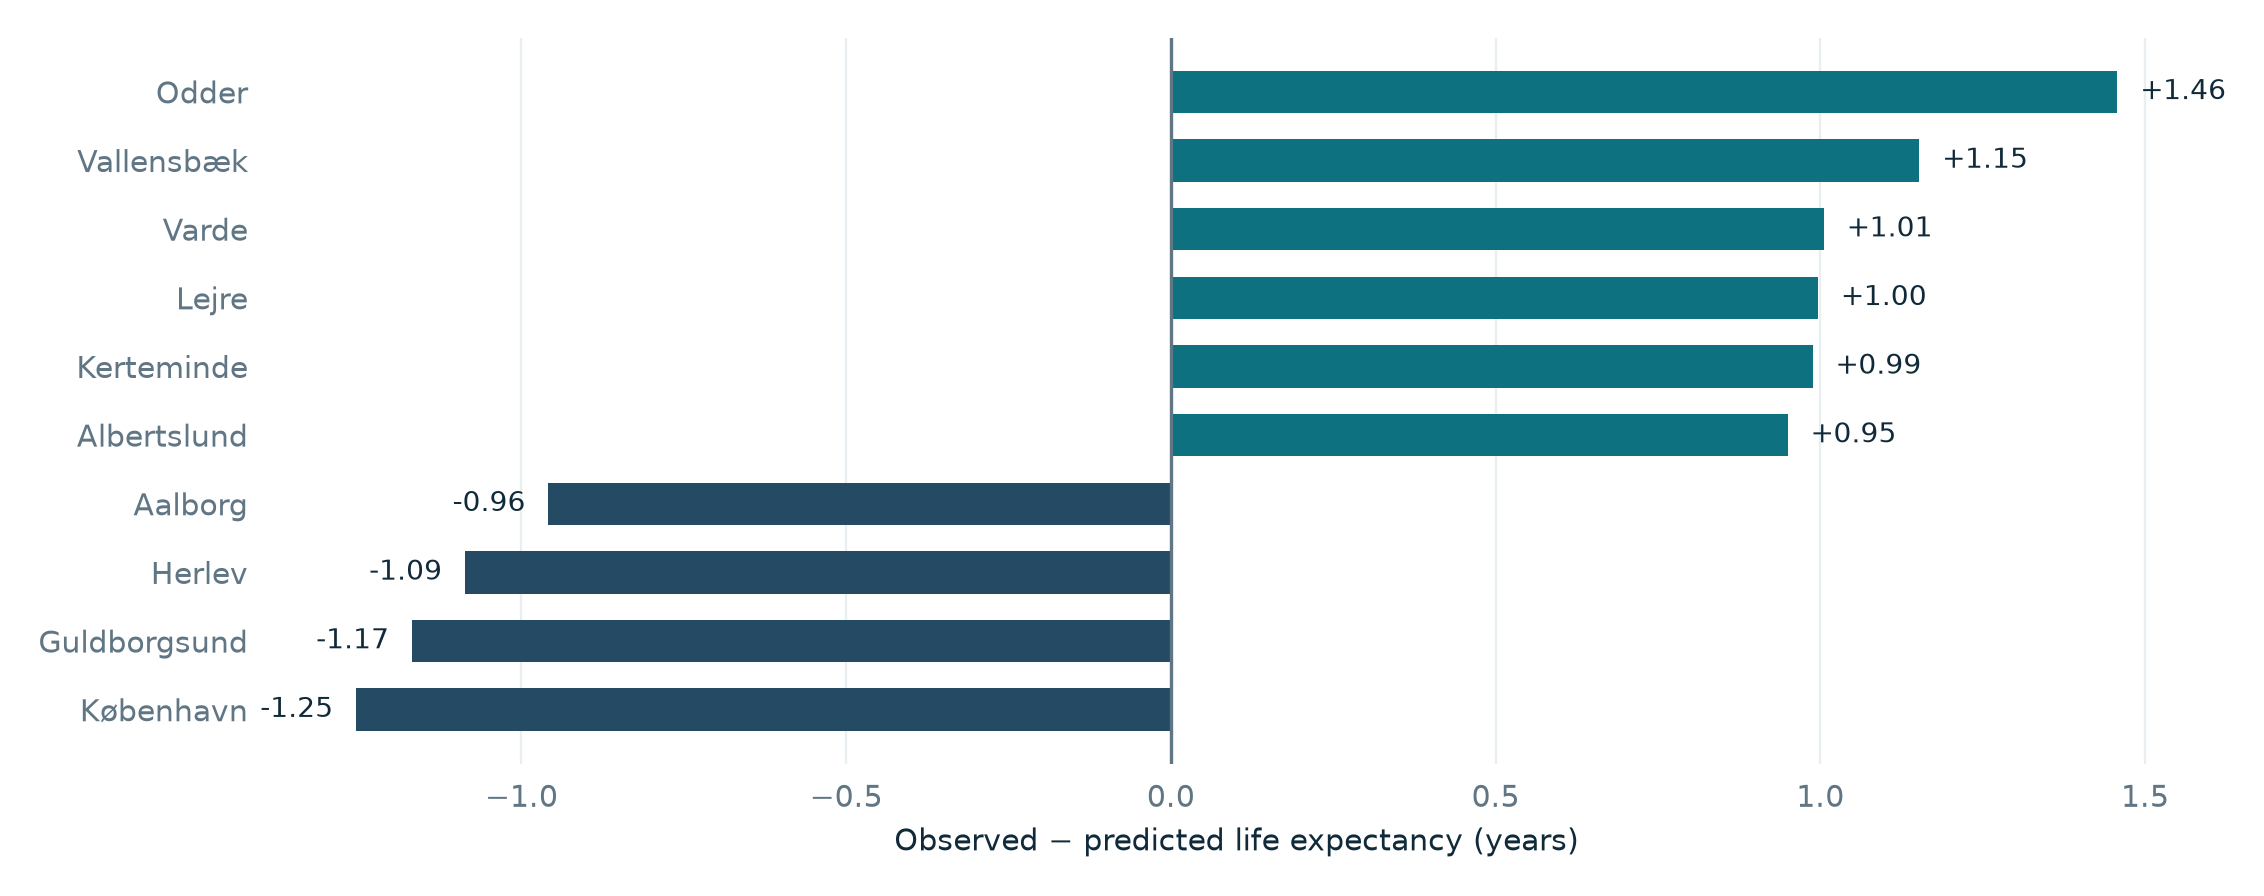 Odder +1.46
Vallensbæk +1.15
Varde +1.01
Lejre +1.00
Kerteminde +0.99
Albertslund +0.95
Aalborg -0.96
Herlev -1.09
Guldborgsund -1.17
København -1.25
−1.0 −0.5 0.0 0.5 1.0 1.5
Observed − predicted life expectancy (years)